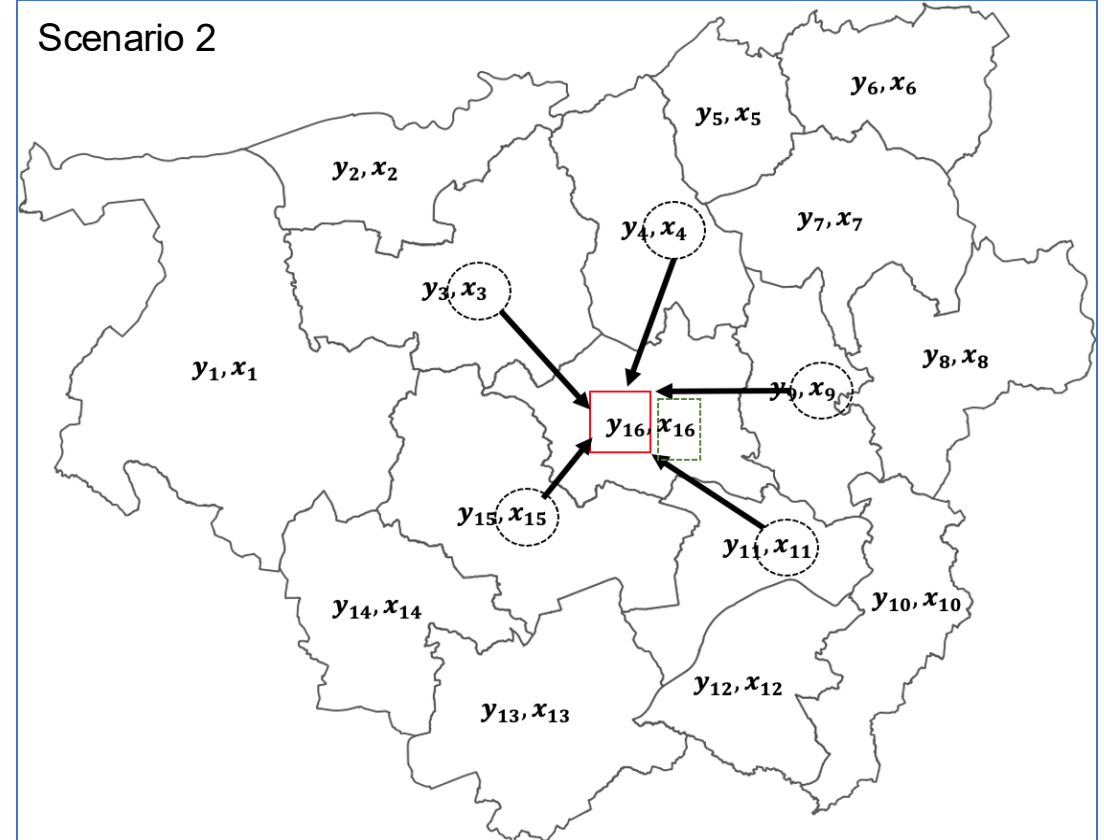 Scenario 2
y₆, x₆
y₅, x₅
y₂, x₂
y₇, x₇
y₄, x₄
y₃, x₃
y₈, x₈
y₁, x₁
y₉, x₉
y₁₆, x₁₆
y₁₅, x₁₅
y₁₁, x₁₁
y₁₀, x₁₀
y₁₄, x₁₄
y₁₂, x₁₂
y₁₃, x₁₃